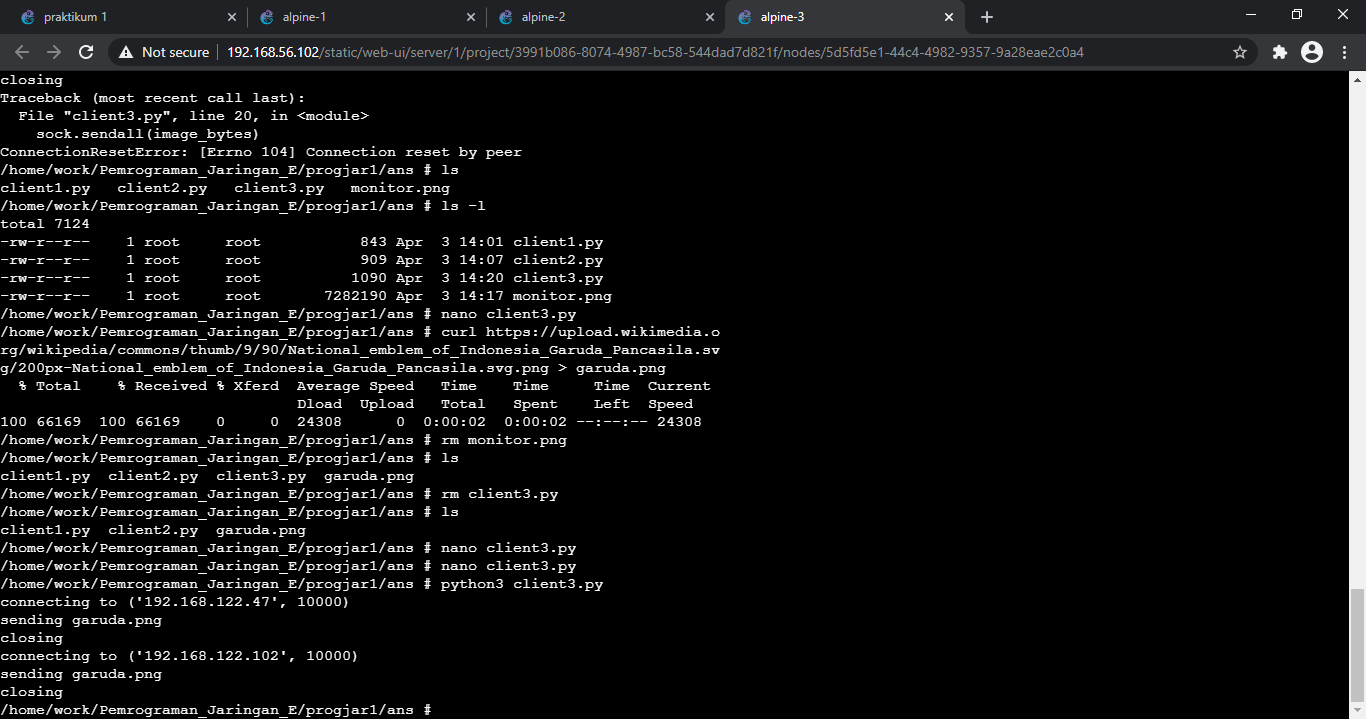 praktikum 1
alpine-1
alpine-2
alpine-3
Not secure 192.168.56.102/static/web-ui/server/1/project/3991b086-8074-4987-bc58-544dad7d821f/nodes/5d5fd5e1-44c4-4982-9357-9a28eae2c0a4
closing
Traceback (most recent call last):
  File "client3.py", line 20, in <module>
    sock.sendall(image_bytes)
ConnectionResetError: [Errno 104] Connection reset by peer
/home/work/Pemrograman_Jaringan_E/progjar1/ans # ls
client1.py   client2.py   client3.py   monitor.png
/home/work/Pemrograman_Jaringan_E/progjar1/ans # ls -l
total 7124
-rw-r--r--    1 root     root           843 Apr  3 14:01 client1.py
-rw-r--r--    1 root     root           909 Apr  3 14:07 client2.py
-rw-r--r--    1 root     root          1090 Apr  3 14:20 client3.py
-rw-r--r--    1 root     root       7282190 Apr  3 14:17 monitor.png
/home/work/Pemrograman_Jaringan_E/progjar1/ans # nano client3.py
/home/work/Pemrograman_Jaringan_E/progjar1/ans # curl https://upload.wikimedia.o
rg/wikipedia/commons/thumb/9/90/National_emblem_of_Indonesia_Garuda_Pancasila.sv
g/200px-National_emblem_of_Indonesia_Garuda_Pancasila.svg.png > garuda.png
  % Total    % Received % Xferd  Average Speed   Time    Time     Time  Current
                                 Dload  Upload   Total   Spent    Left  Speed
100 66169  100 66169    0     0  24308      0  0:00:02  0:00:02 --:--:-- 24308
/home/work/Pemrograman_Jaringan_E/progjar1/ans # rm monitor.png
/home/work/Pemrograman_Jaringan_E/progjar1/ans # ls
client1.py  client2.py  client3.py  garuda.png
/home/work/Pemrograman_Jaringan_E/progjar1/ans # rm client3.py
/home/work/Pemrograman_Jaringan_E/progjar1/ans # ls
client1.py  client2.py  garuda.png
/home/work/Pemrograman_Jaringan_E/progjar1/ans # nano client3.py
/home/work/Pemrograman_Jaringan_E/progjar1/ans # nano client3.py
/home/work/Pemrograman_Jaringan_E/progjar1/ans # python3 client3.py
connecting to ('192.168.122.47', 10000)
sending garuda.png
closing
connecting to ('192.168.122.102', 10000)
sending garuda.png
closing
/home/work/Pemrograman_Jaringan_E/progjar1/ans #